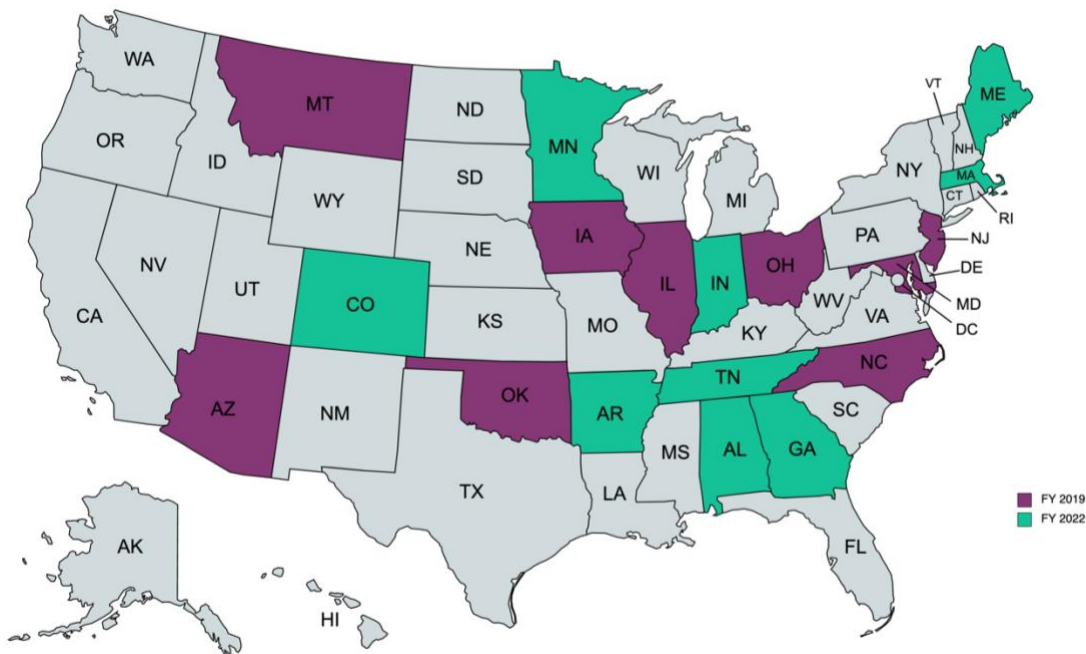 WA
MT
ND
MN
VT
ME
OR
ID
SD
WI
MI
NY
NH
MA
CT
RI
WY
IA
NE
PA
NJ
NV
UT
CO
IL
IN
OH
DE
MD
DC
CA
KS
MO
WV
VA
KY
AZ
NM
OK
AR
TN
NC
SC
MS
AL
GA
TX
LA
FL
FY 2019
FY 2022
AK
HI